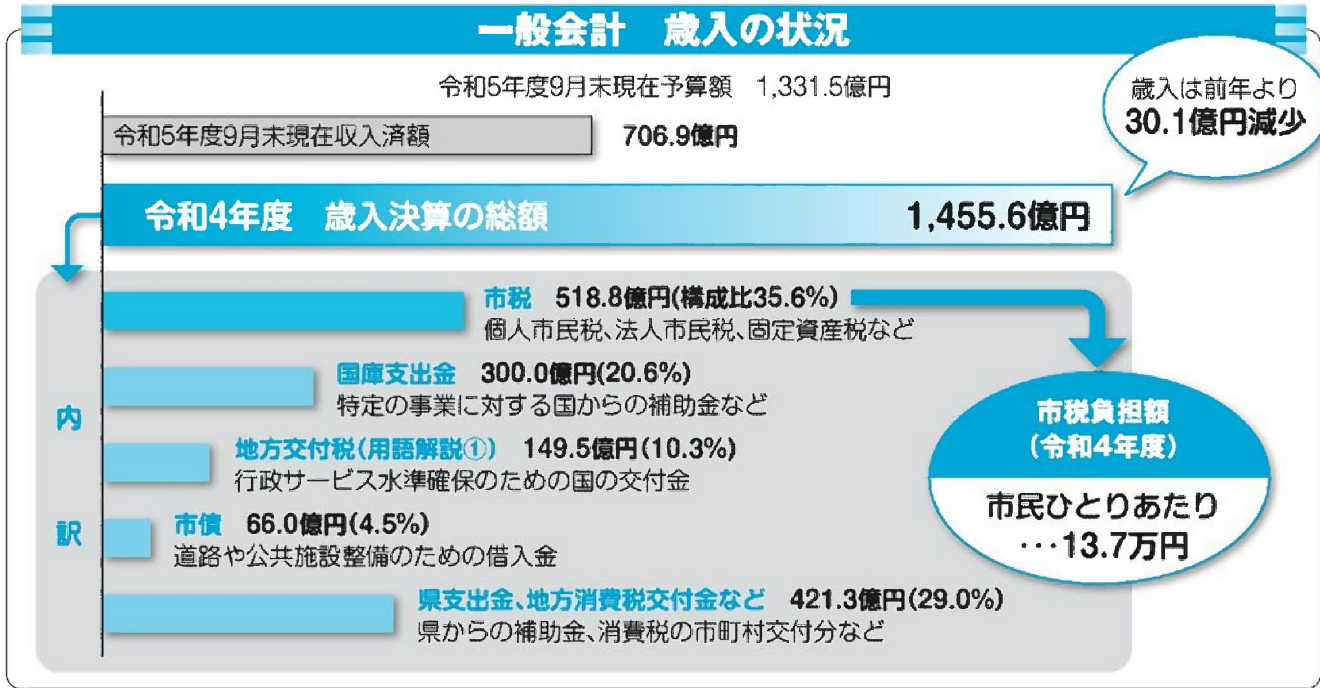 一般会計　歳入の状況
令和5年度9月末現在予算額　1,331.5億円
歳入は前年より
30.1億円減少
令和5年度9月末現在収入済額　706.9億円
令和4年度　歳入決算の総額　1,455.6億円
内訳
市税　518.8億円(構成比35.6%)
個人市民税、法人市民税、固定資産税など
国庫支出金　300.0億円(20.6%)
特定の事業に対する国からの補助金など
地方交付税(用語解説①)　149.5億円(10.3%)
行政サービス水準確保のための国の交付金
市債　66.0億円(4.5%)
道路や公共施設整備のための借入金
県支出金、地方消費税交付金など　421.3億円(29.0%)
県からの補助金、消費税の市町村交付分など
市税負担額
(令和4年度)
市民ひとりあたり
…13.7万円